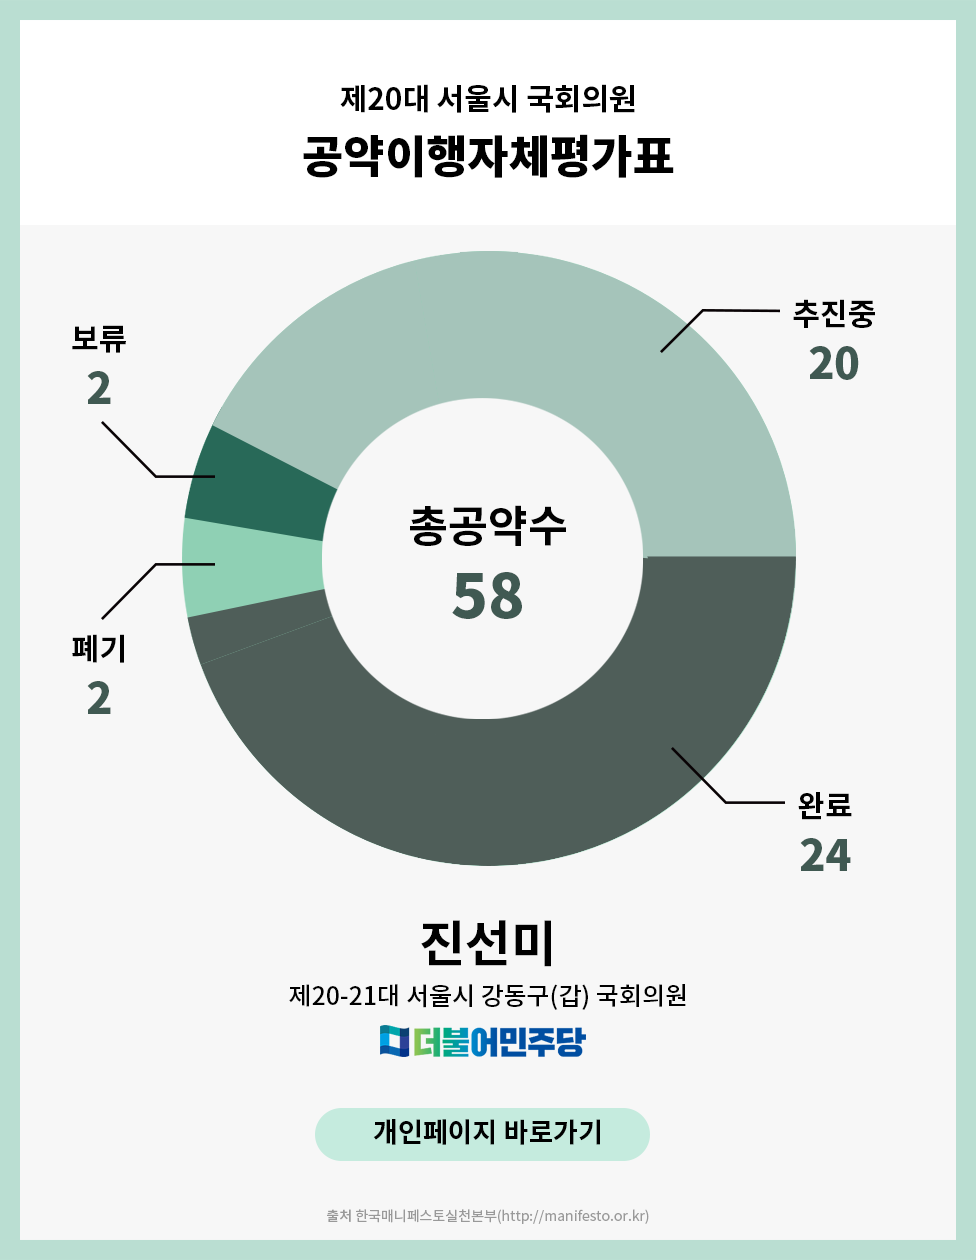 제20대 서울시 국회의원
공약이행자체평가표
추진중
20
보류
2
총공약수
58
폐기
2
완료
24
진선미
제20-21대 서울시 강동구(갑) 국회의원
더불어민주당
개인페이지 바로가기
출처 한국매니페스토실천본부(http://manifesto.or.kr)